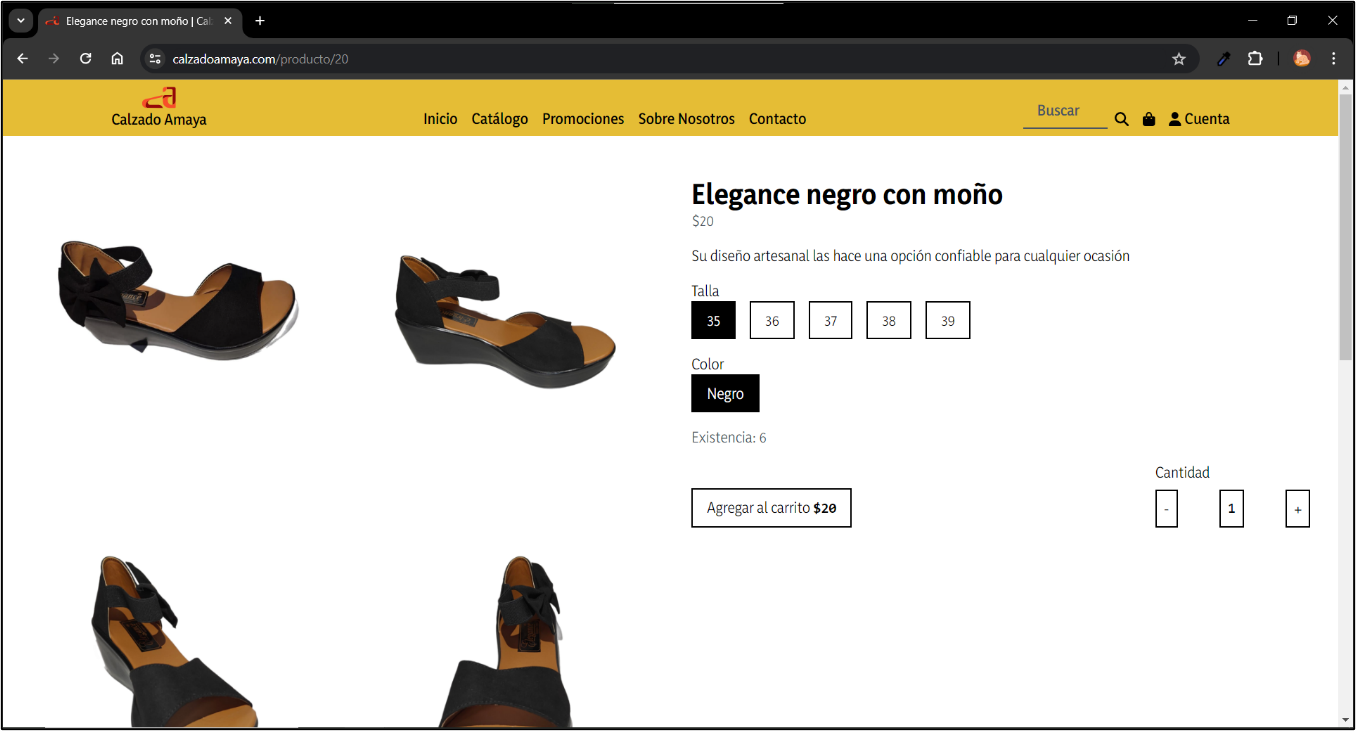 Elegance negro con moño | Cal
calzadoamaya.com/producto/20
Calzado Amaya
Inicio Catálogo Promociones Sobre Nosotros Contacto
Buscar
Cuenta
Elegance negro con moño
$20
Su diseño artesanal las hace una opción confiable para cualquier ocasión
Talla
35 36 37 38 39
Color
Negro
Existencia: 6
Cantidad
Agregar al carrito $20
- 1 +